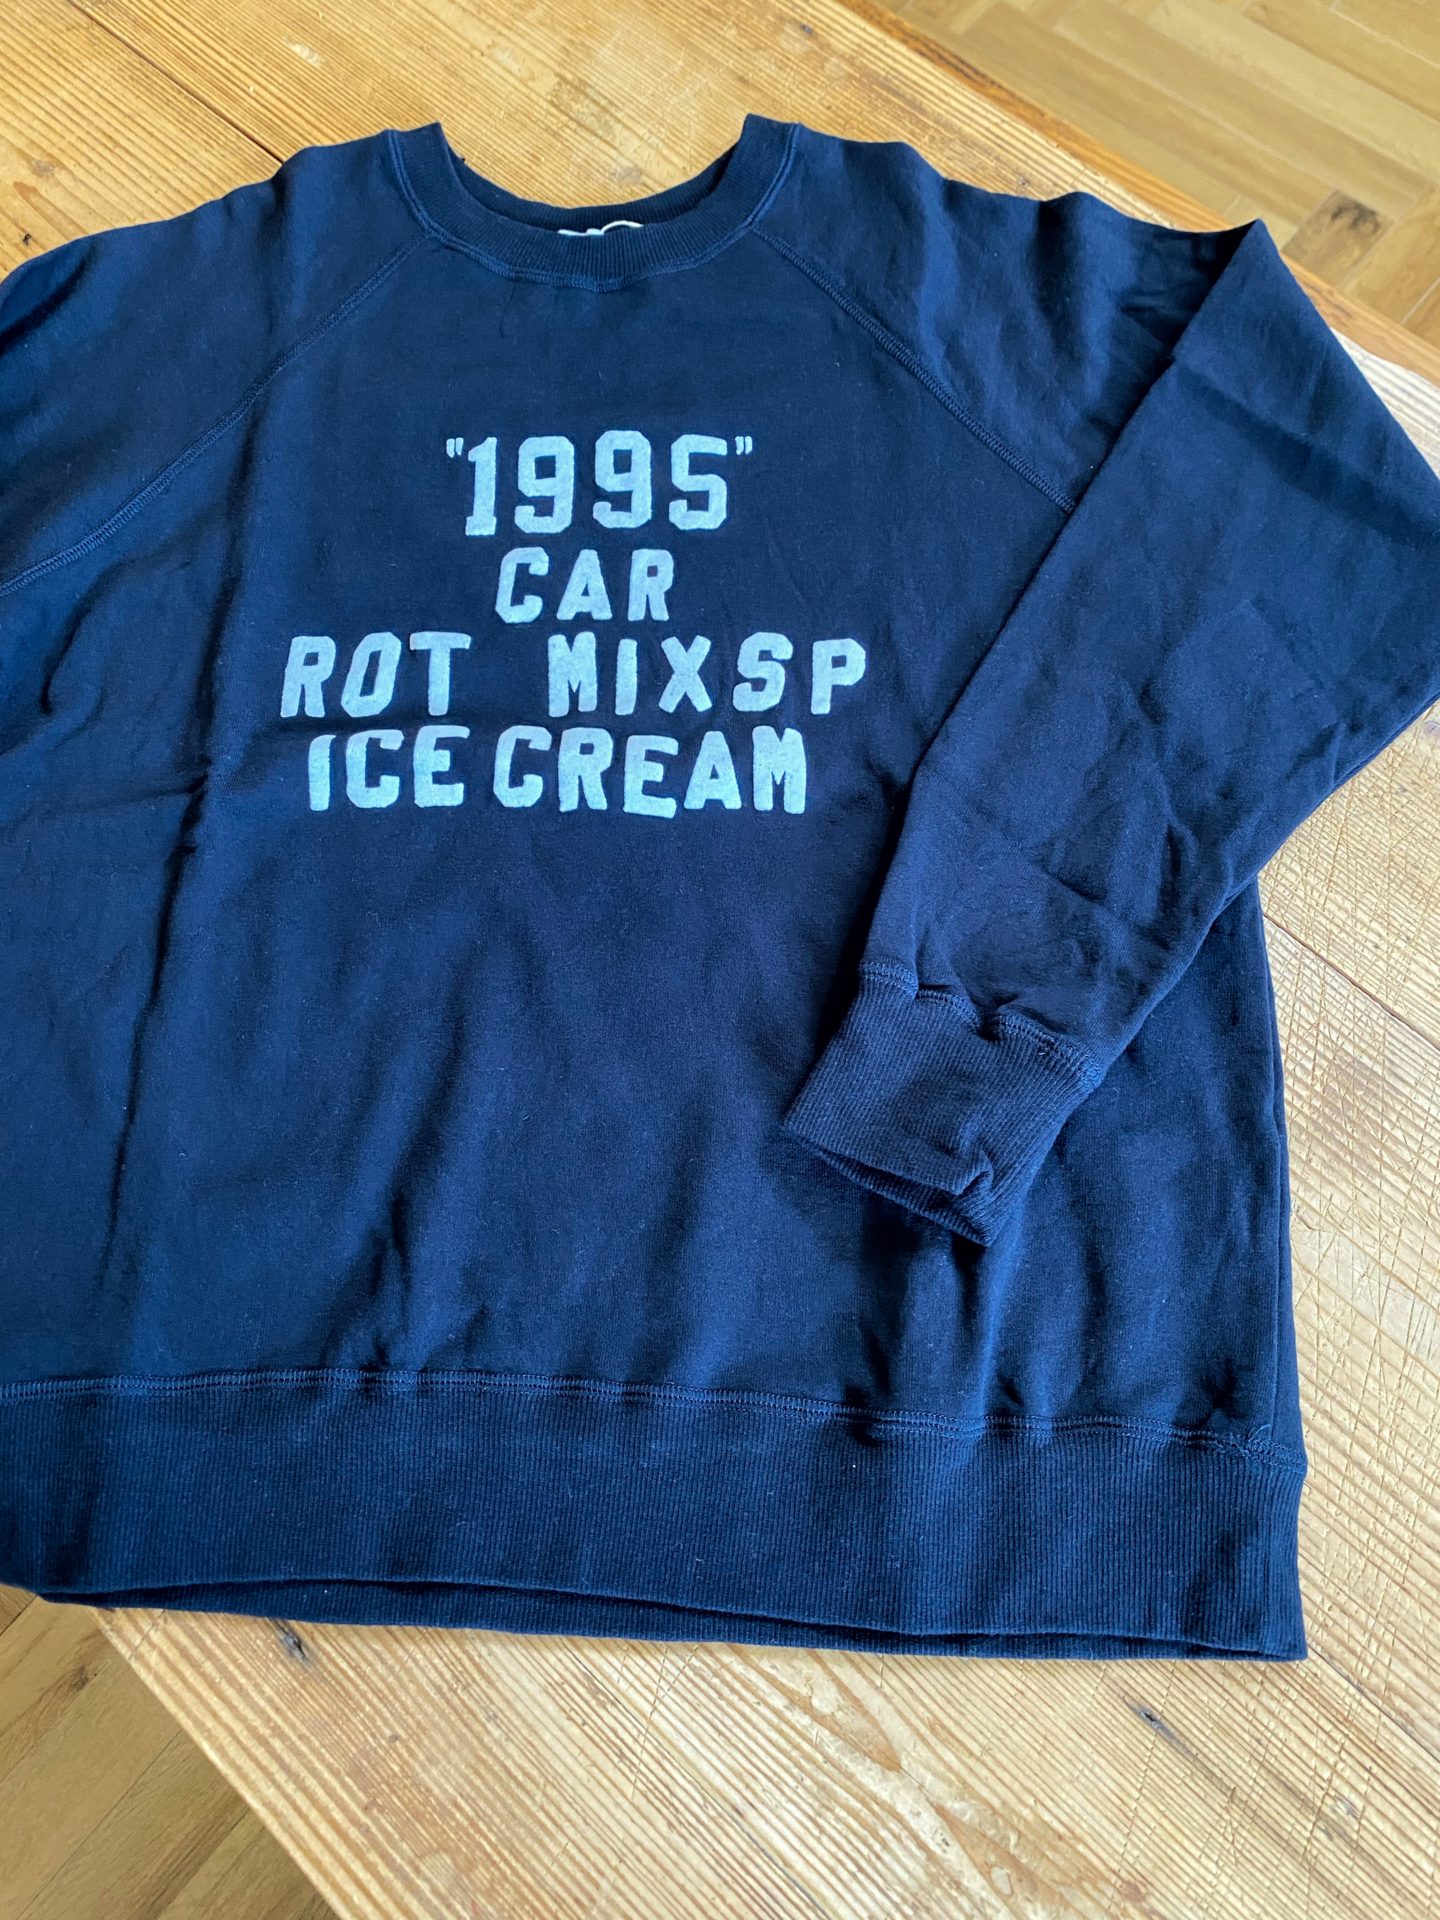 "1995"
CAR
ROT MIXSP
ICE CREAM